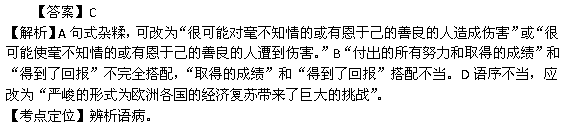 【答案】C
【解析】A 句式杂糅，可改为“很可能对毫不知情的或有恩于己的善良的人造成伤害”或“很
可能使毫不知情的或有恩于己的善良的人遭到伤害。”B“付出的所有努力和取得的成绩”和
“得到了回报”不完全搭配，“取得的成绩”和“得到了回报”搭配不当。D 语序不当，应
改为“严峻的形式为欧洲各国的经济复苏带来了巨大的挑战”。
【考点定位】辨析语病。